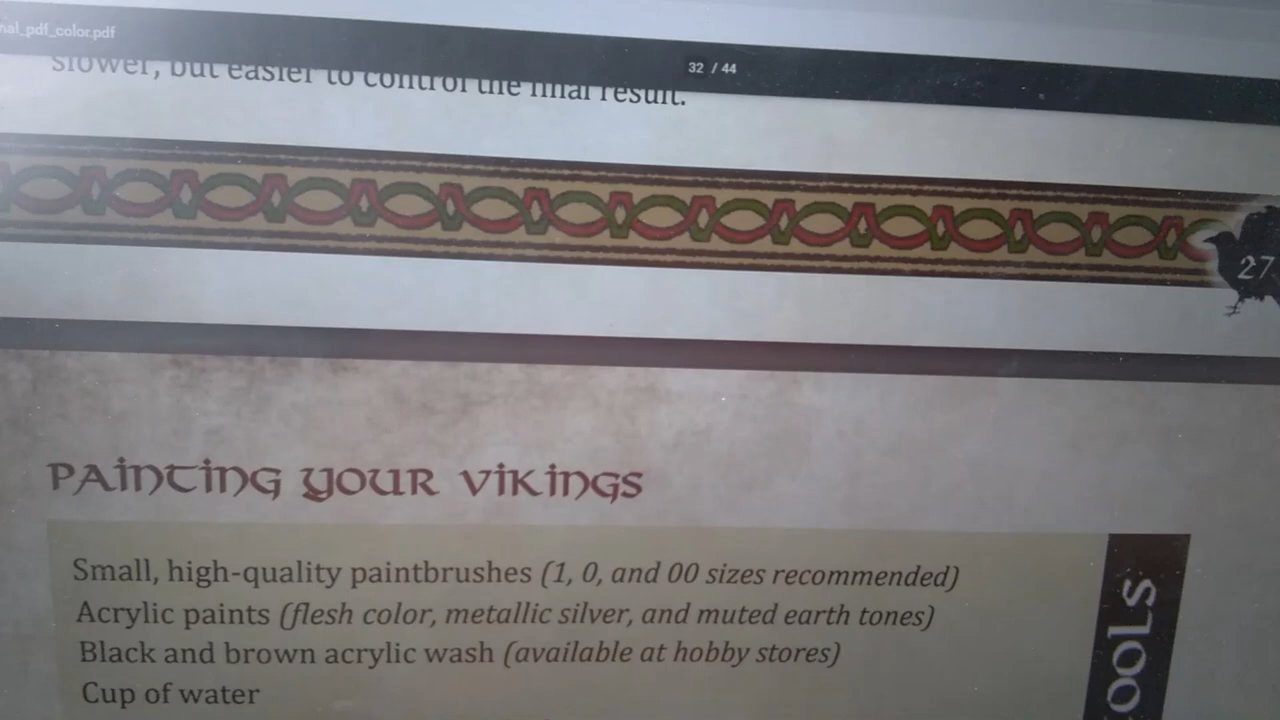 nal_pdf_color.pdf
32 / 44
slower, but easier to control the final result.
27
PAINTING YOUR VIKINGS
Small, high-quality paintbrushes (1, 0, and 00 sizes recommended)
Acrylic paints (flesh color, metallic silver, and muted earth tones)
Black and brown acrylic wash (available at hobby stores)
Cup of water
OOLS